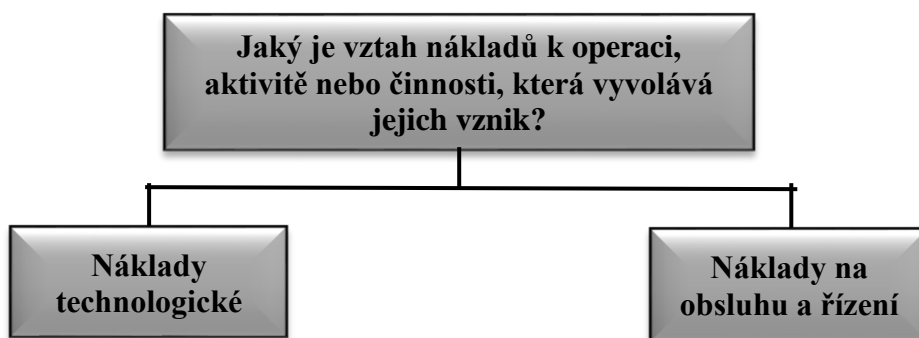 Jaký je vztah nákladů k operaci,
aktivitě nebo činnosti, která vyvolává
jejich vznik?
Náklady
technologické
Náklady na
obsluhu a řízení